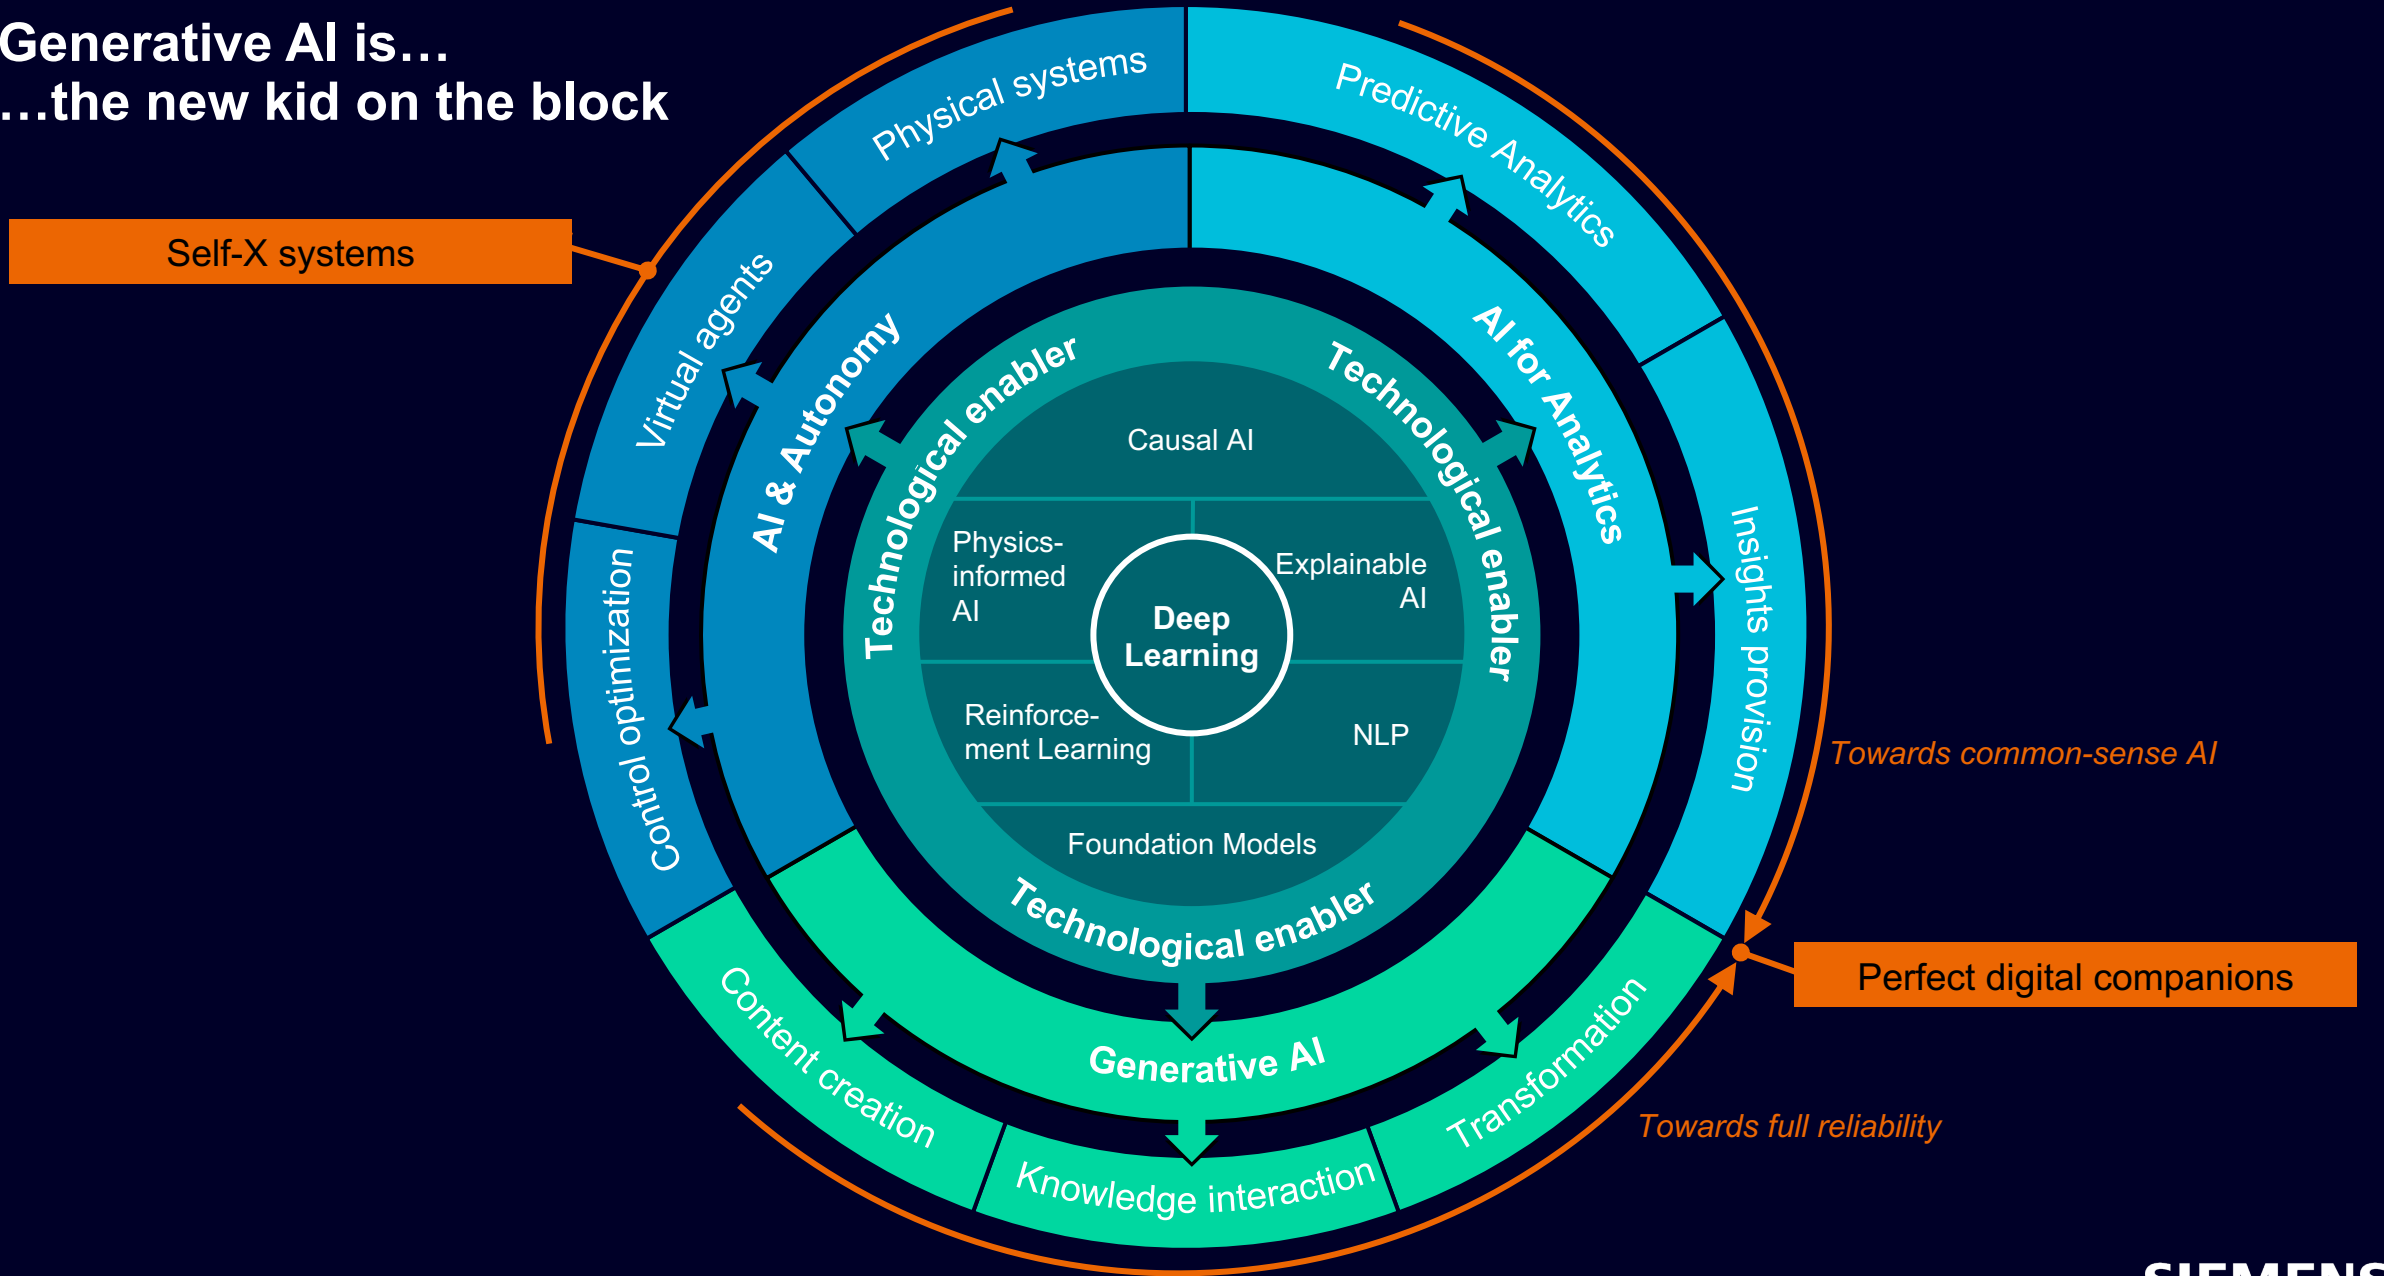 Generative AI is…
…the new kid on the block
Self-X systems
Physical systems
Predictive Analytics
Virtual agents
AI & Autonomy
AI for Analytics
Technological enabler
Technological enabler
Causal AI
Physics-
informed
AI
Explainable
AI
Deep
Learning
Reinforce-
ment Learning
NLP
Foundation Models
Technological enabler
Control optimization
Insights provision
Towards common-sense AI
Perfect digital companions
Generative AI
Content creation
Knowledge interaction
Transformation
Towards full reliability
SIEMENS